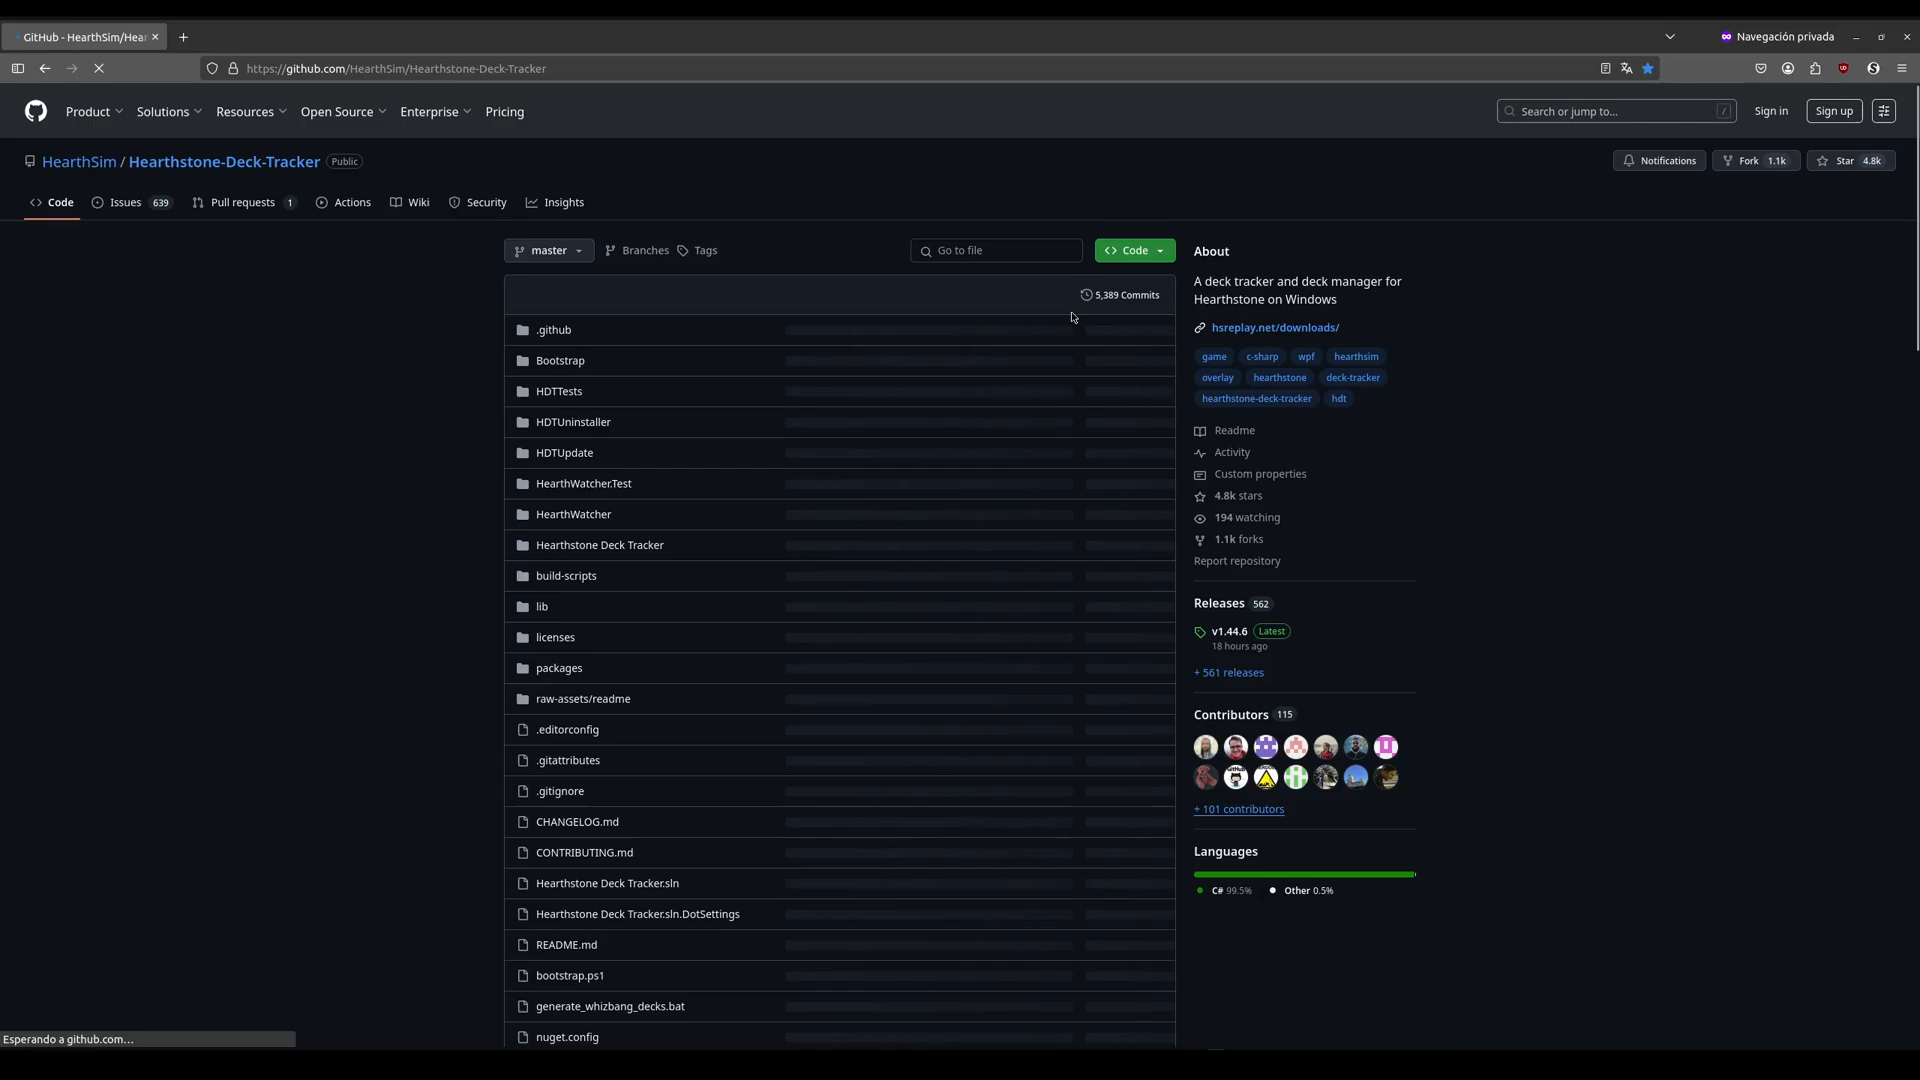 GitHub - HearthSim/Hear
Navegación privada
https://github.com/HearthSim/Hearthstone-Deck-Tracker
Product Solutions Resources Open Source Enterprise Pricing
Search or jump to... /
Sign in
Sign up
HearthSim / Hearthstone-Deck-Tracker Public
Notifications
Fork 1.1k
Star 4.8k
Code
Issues 639
Pull requests 1
Actions
Wiki
Security
Insights
master
Branches
Tags
Go to file
Code
5,389 Commits
.github
Bootstrap
HDTTests
HDTUninstaller
HDTUpdate
HearthWatcher.Test
HearthWatcher
Hearthstone Deck Tracker
build-scripts
lib
licenses
packages
raw-assets/readme
.editorconfig
.gitattributes
.gitignore
CHANGELOG.md
CONTRIBUTING.md
Hearthstone Deck Tracker.sln
Hearthstone Deck Tracker.sln.DotSettings
README.md
bootstrap.ps1
generate_whizbang_decks.bat
nuget.config
About
A deck tracker and deck manager for
Hearthstone on Windows
hsreplay.net/downloads/
game c-sharp wpf hearthsim
overlay hearthstone deck-tracker
hearthstone-deck-tracker hdt
Readme
Activity
Custom properties
4.8k stars
194 watching
1.1k forks
Report repository
Releases 562
v1.44.6 Latest
18 hours ago
+ 561 releases
Contributors 115
+ 101 contributors
Languages
C# 99.5% Other 0.5%
Esperando a github.com…